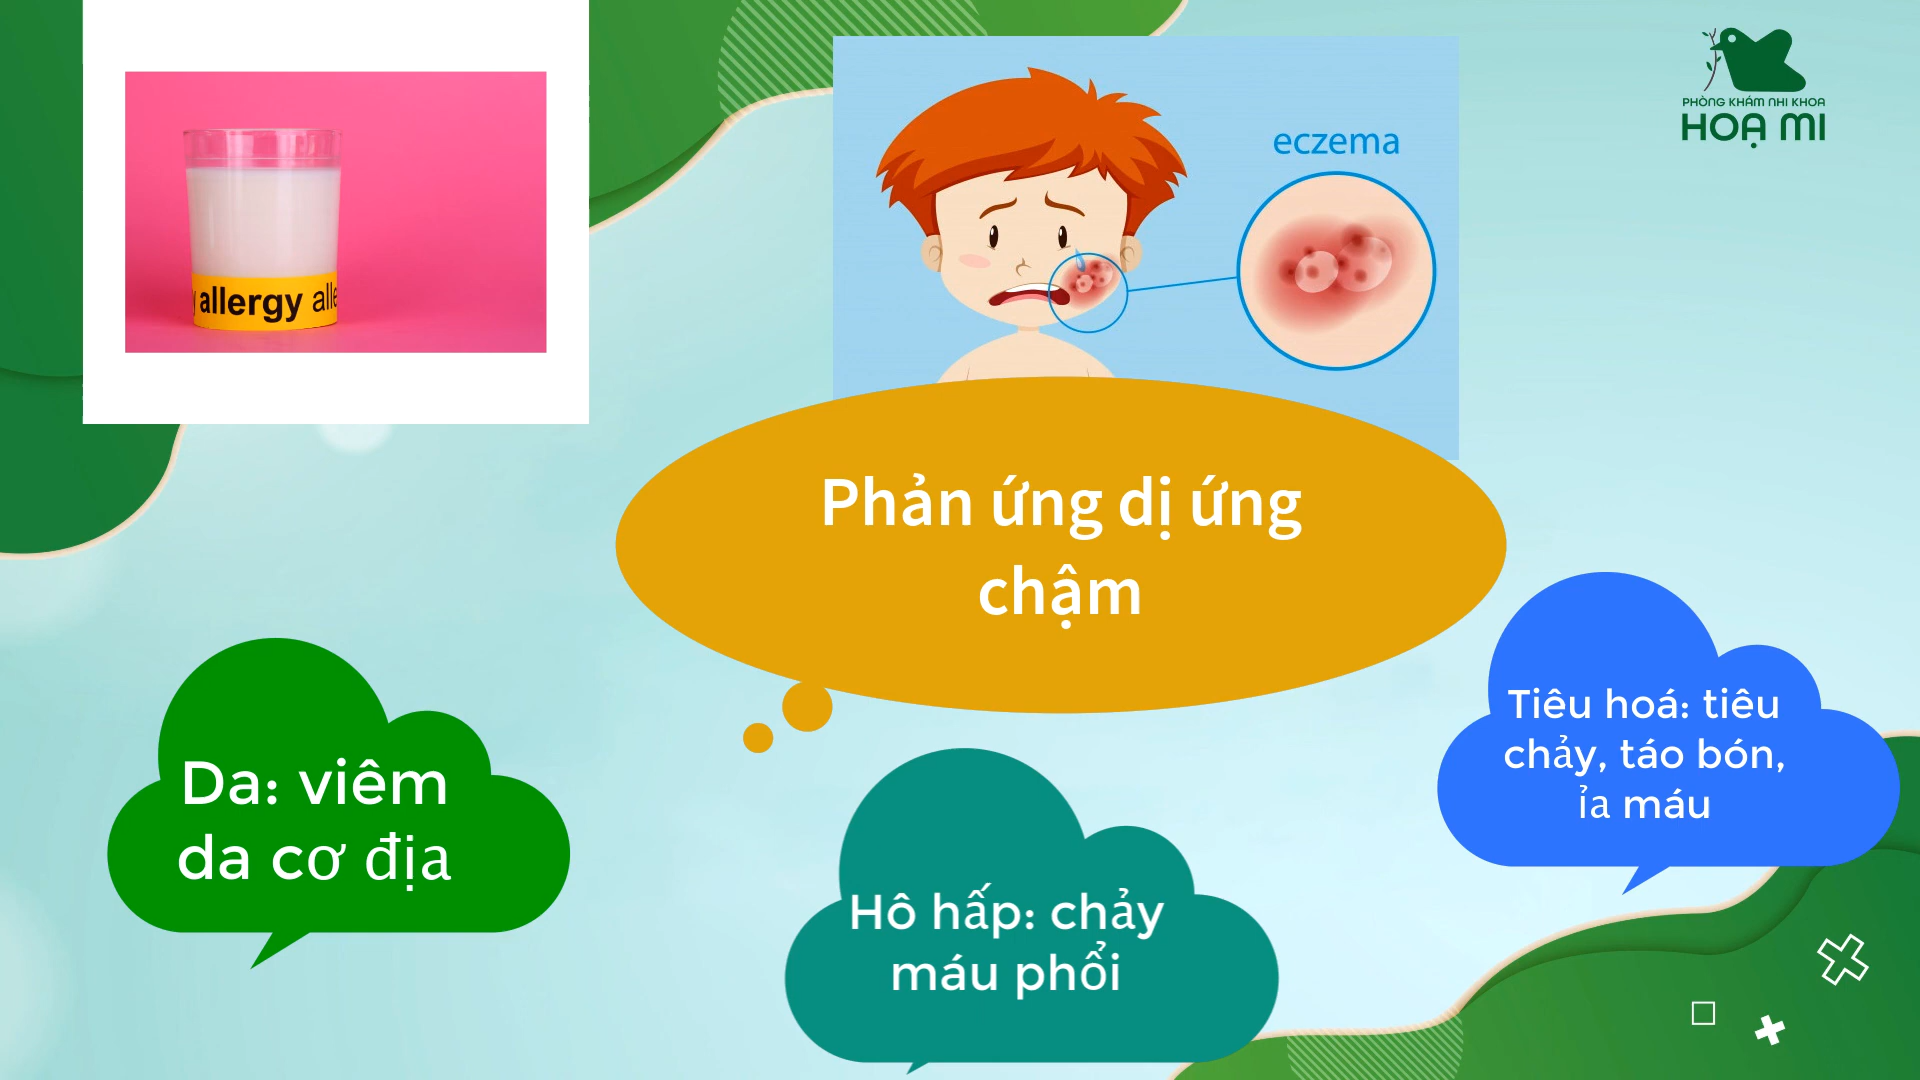 PHÒNG KHÁM NHI KHOA
HOẠ MI
allergy alle
eczema
Phản ứng dị ứng
chậm
Da: viêm
da cơ địa
Hô hấp: chảy
máu phổi
Tiêu hoá: tiêu
chảy, táo bón,
ỉa máu